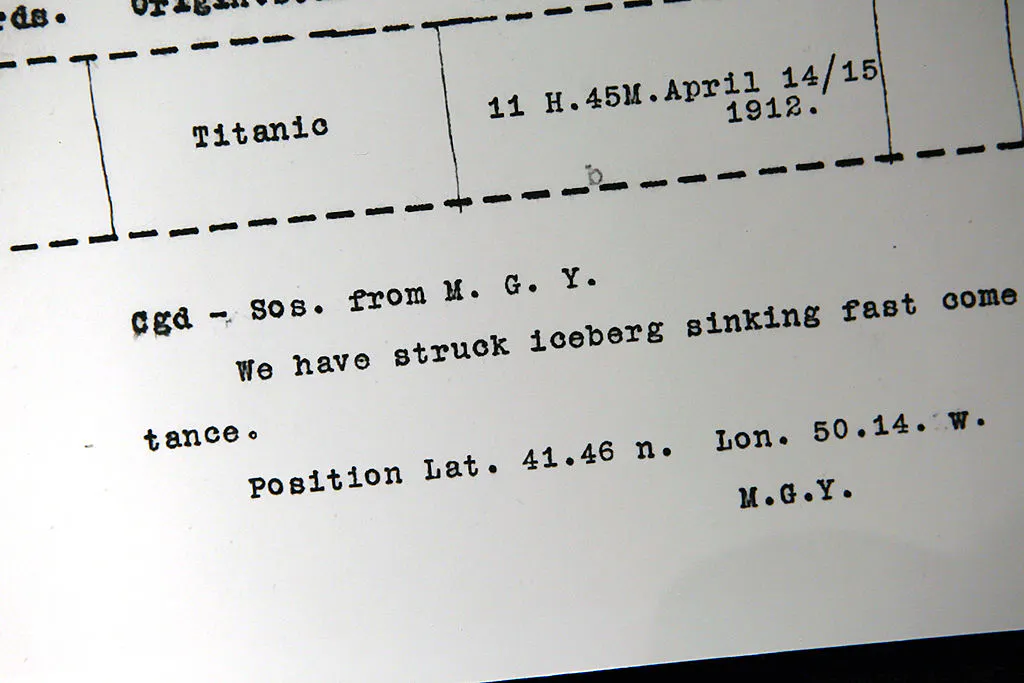 rds.
Titanic
11 H.45M.April 14/15
1912.
Cgd - Sos. from M. G. Y.
We have struck iceberg sinking fast come
tance.
Position Lat. 41.46 n. Lon. 50.14. w.
M.G.Y.